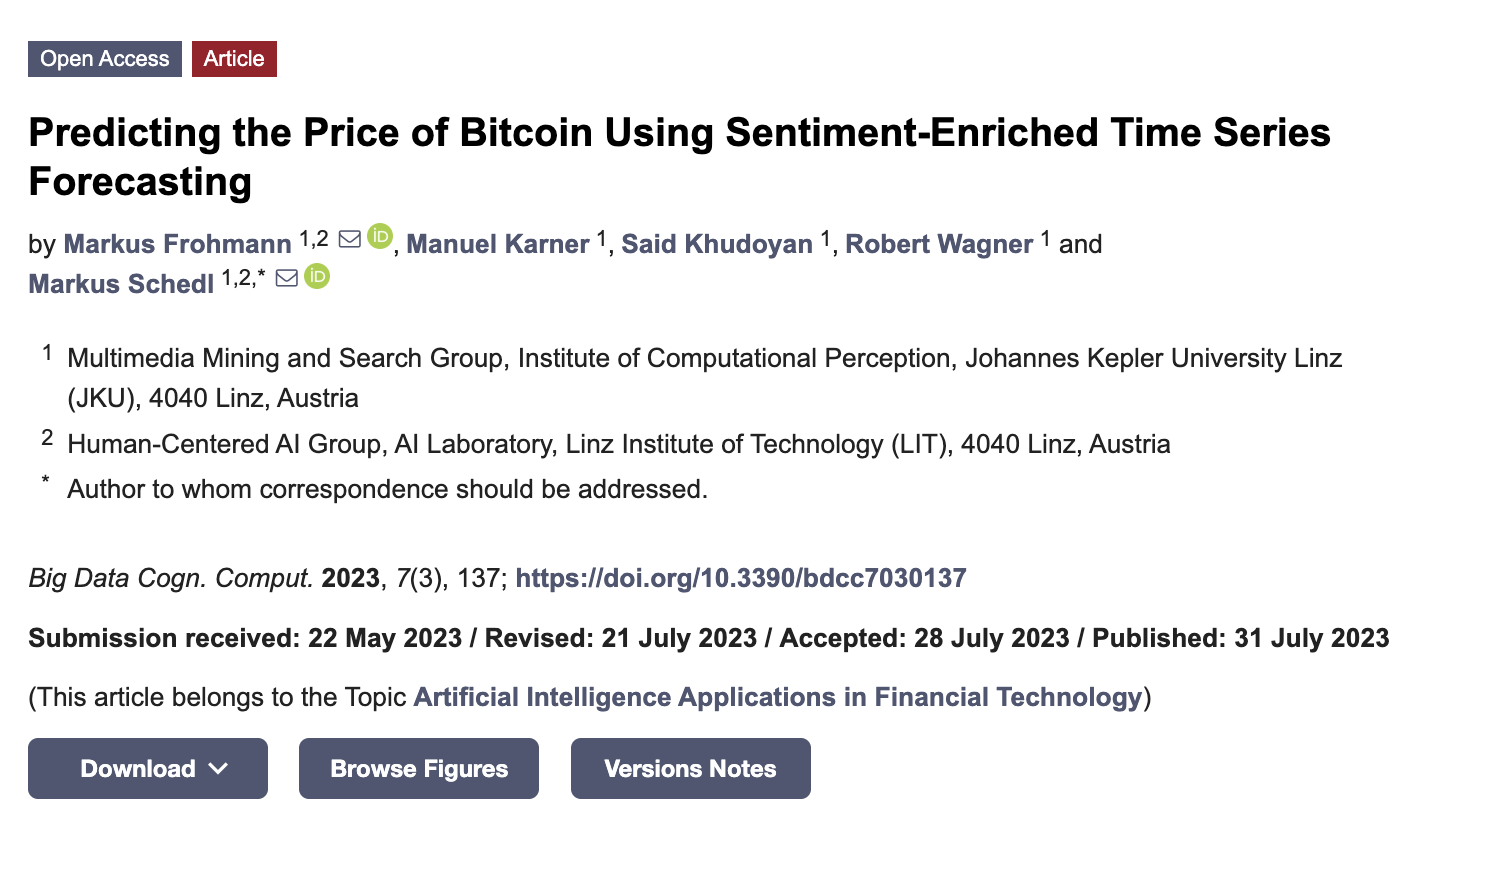 Open Access Article
Predicting the Price of Bitcoin Using Sentiment-Enriched Time Series
Forecasting
by Markus Frohmann 1,2 iD, Manuel Karner 1, Said Khudoyan 1, Robert Wagner 1 and
Markus Schedl 1,2,* iD
1 Multimedia Mining and Search Group, Institute of Computational Perception, Johannes Kepler University Linz
(JKU), 4040 Linz, Austria
2 Human-Centered AI Group, AI Laboratory, Linz Institute of Technology (LIT), 4040 Linz, Austria
* Author to whom correspondence should be addressed.
Big Data Cogn. Comput. 2023, 7(3), 137; https://doi.org/10.3390/bdcc7030137
Submission received: 22 May 2023 / Revised: 21 July 2023 / Accepted: 28 July 2023 / Published: 31 July 2023
(This article belongs to the Topic Artificial Intelligence Applications in Financial Technology)
Download Browse Figures Versions Notes